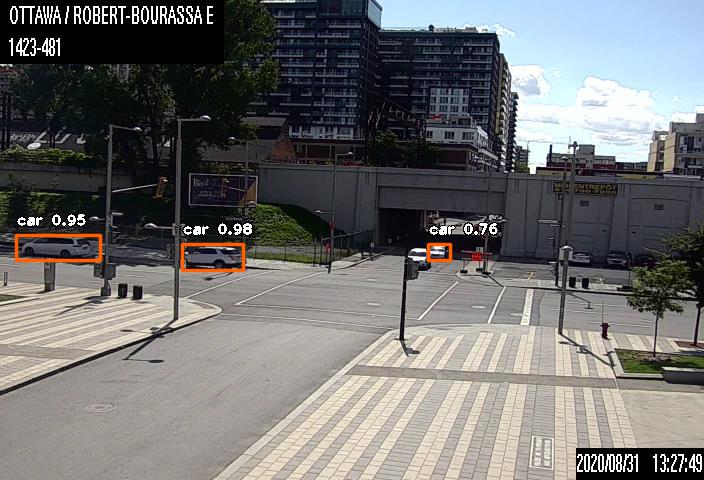 OTTAWA / ROBERT-BOURASSA E
1423-481
car 0.95
car 0.98
car 0.76
2020/08/31 13:27:49